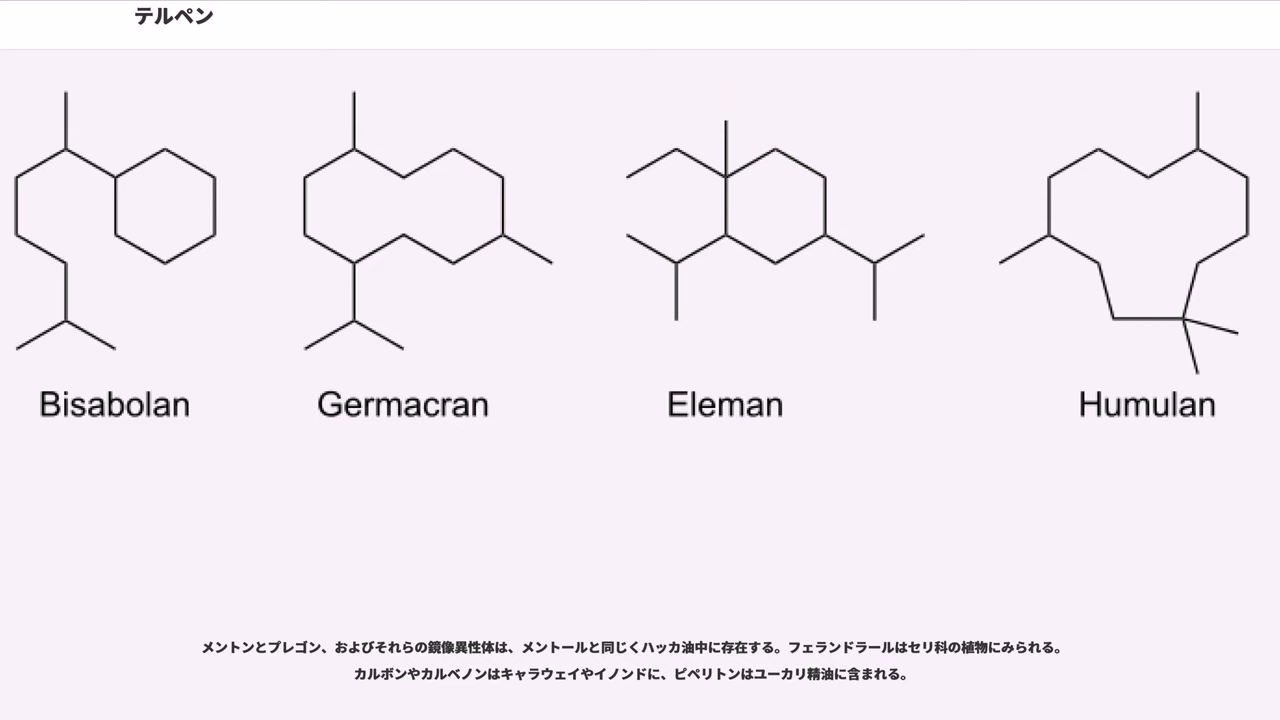 テルペン
Bisabolan
Germacran
Eleman
Humulan
メントンとプレゴン、およびそれらの鏡像異性体は、メントールと同じくハッカ油中に存在する。フェランドラールはセリ科の植物にみられる。
カルボンやカルベノンはキャラウェイやイノンドに、ピペリトンはユーカリ精油に含まれる。